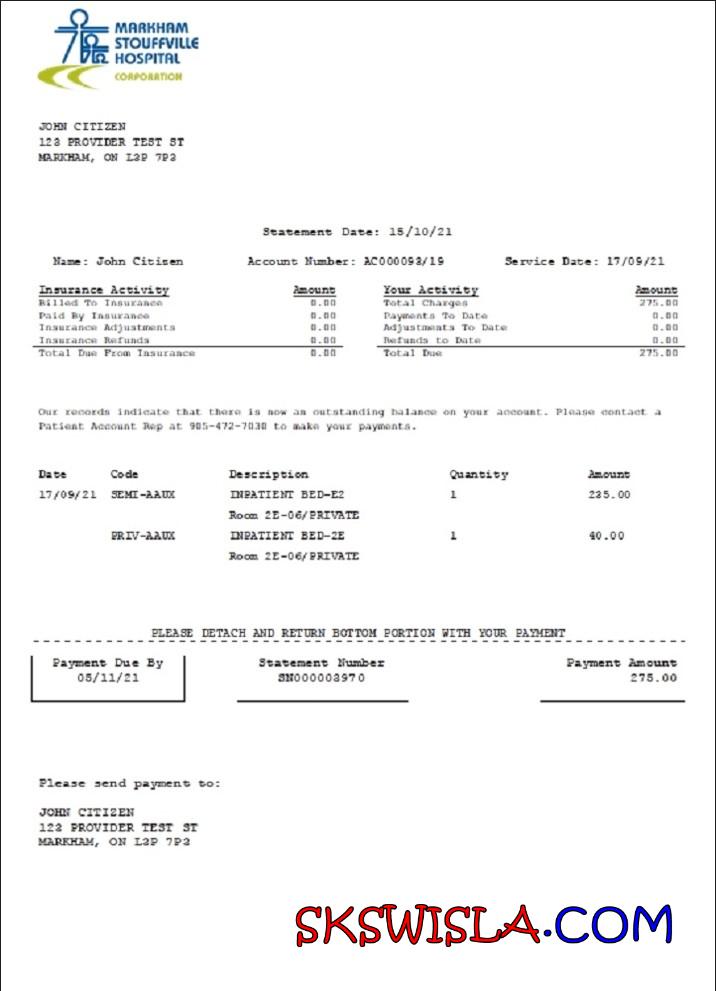 MARKHAM
STOUFFVILLE
HOSPITAL
CORPORATION
JOHN CITIZEN
123 PROVIDER TEST ST
MARKHAM, ON L3P 7P3
Statement Date: 15/10/21
Name: John Citizen Account Number: AC000093/19 Service Date: 17/09/21
Insurance Activity Amount Your Activity Amount
Billed To Insurance 0.00 Total Charges 275.00
Paid By Insurance 0.00 Payments To Date 0.00
Insurance Adjustments 0.00 Adjustments To Date 0.00
Insurance Refunds 0.00 Refunds to Date 0.00
Total Due From Insurance 0.00 Total Due 275.00
Our records indicate that there is now an outstanding balance on your account. Please contact a
Patient Account Rep at 905-472-7030 to make your payments.
Date Code Description Quantity Amount
17/09/21 SEMI-AAUX INPATIENT BED-E2 1 235.00
Room 2E-06/PRIVATE
PRIV-AAUX INPATIENT BED-2E 1 40.00
Room 2E-06/PRIVATE
PLEASE DETACH AND RETURN BOTTOM PORTION WITH YOUR PAYMENT
Payment Due By Statement Number Payment Amount
05/11/21 SN000003970 275.00
Please send payment to:
JOHN CITIZEN
123 PROVIDER TEST ST
MARKHAM, ON L3P 7P3
SKSWISLA.COM